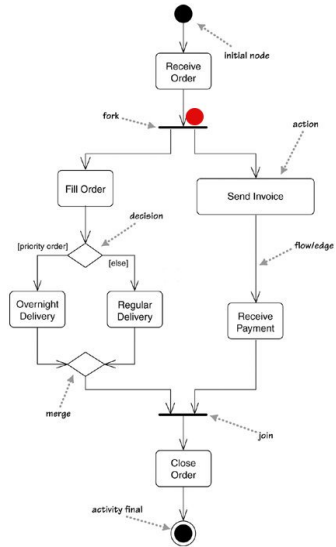 initial node
Receive
Order
fork
action
Fill Order
Send Invoice
decision
[priority order]
[else]
flow/edge
Overnight
Delivery
Regular
Delivery
Receive
Payment
merge
join
Close
Order
activity final